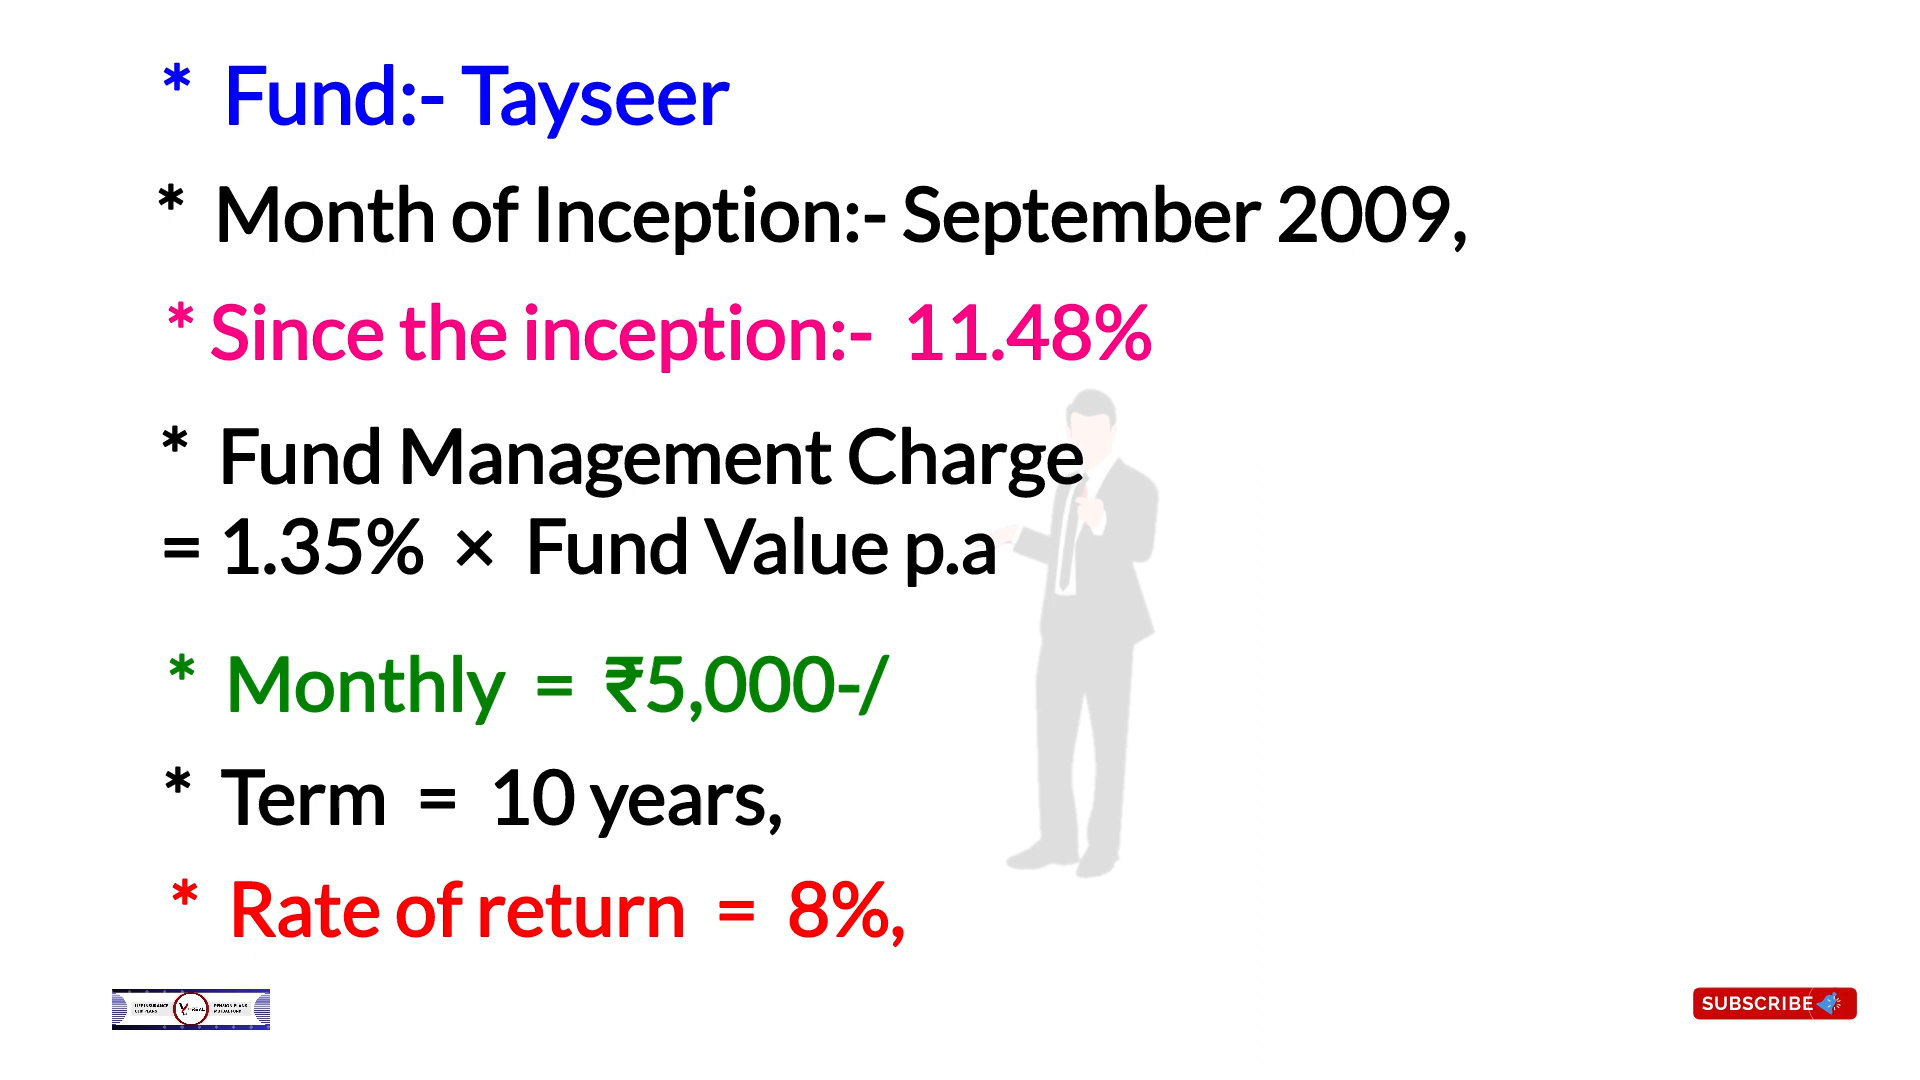 * Fund:- Tayseer
* Month of Inception:- September 2009,
* Since the inception:- 11.48%
* Fund Management Charge
= 1.35% × Fund Value p.a
* Monthly = ₹5,000-/
* Term = 10 years,
* Rate of return = 8%,
SUBSCRIBE